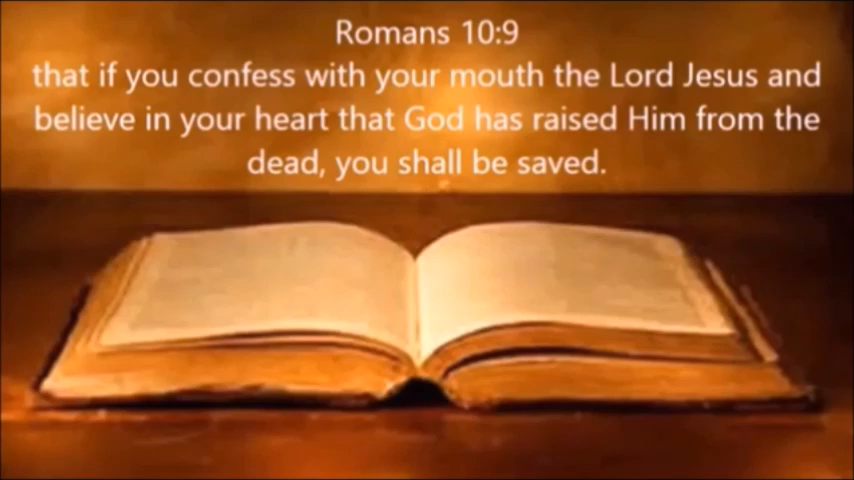 Romans 10:9
that if you confess with your mouth the Lord Jesus and
believe in your heart that God has raised Him from the
dead, you shall be saved.